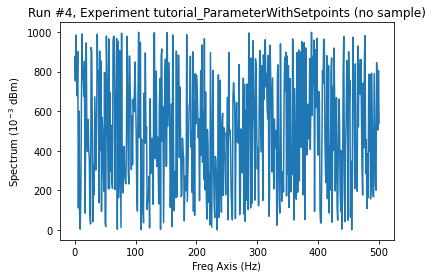 Run #4, Experiment tutorial_ParameterWithSetpoints (no sample)
1000
800
600
400
200
0
Spectrum (10⁻³ dBm)
0 100 200 300 400 500
Freq Axis (Hz)